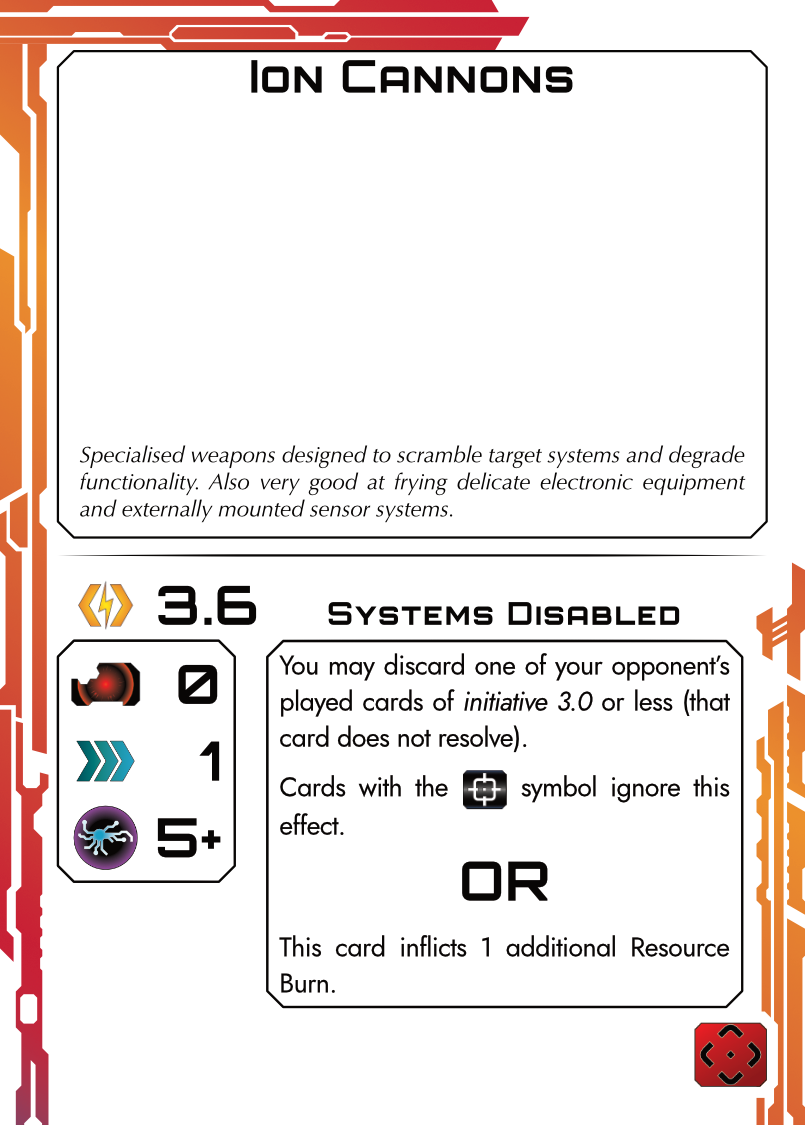 Ion Cannons
Specialised weapons designed to scramble target systems and degrade
functionality. Also very good at frying delicate electronic equipment
and externally mounted sensor systems.
3.6
Systems Disabled
0
1
5+
You may discard one of your opponent's
played cards of initiative 3.0 or less (that
card does not resolve).
Cards with the symbol ignore this
effect.
OR
This card inflicts 1 additional Resource
Burn.